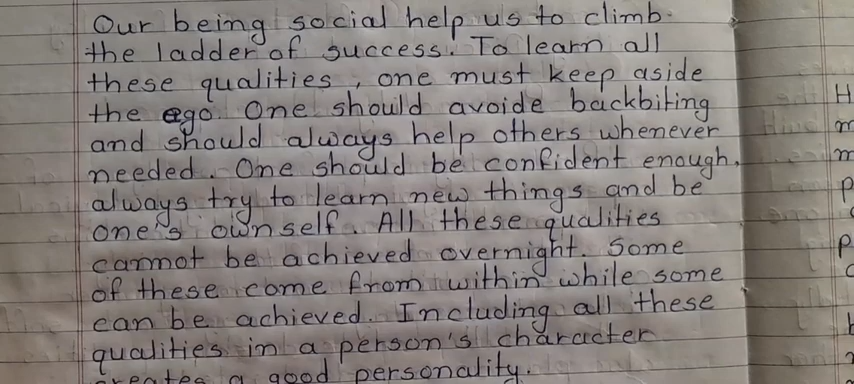 Our being social help us to climb
the ladder of success. To learn all
these qualities, one must keep aside
the ego. One should avoide backbiting
and should always help others whenever
needed. One should be confident enough,
always try to learn new things and be
one's ownself. All these qualities
cannot be achieved overnight. Some
of these come from within while some
can be achieved. Including all these
qualities in a person's character
creates a good personality.